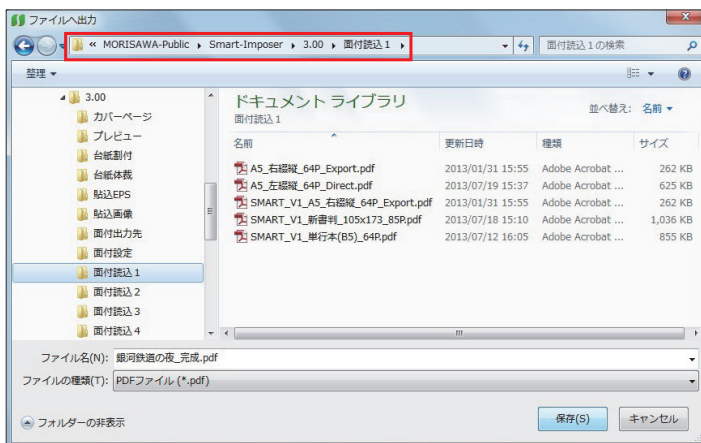 ファイルへ出力
« MORISAWA-Public ▸ Smart-Imposer ▸ 3.00 ▸ 面付読込1 ▸
面付読込1の検索
整理 ▼
3.00
カバーページ
プレビュー
台紙割付
台紙体裁
貼込EPS
貼込画像
面付出力先
面付設定
面付読込1
面付読込2
面付読込3
面付読込4
ドキュメント ライブラリ
面付読込1
並べ替え: 名前 ▼
名前 更新日時 種類 サイズ
A5_右綴縦_64P_Export.pdf 2013/01/31 15:55 Adobe Acrobat ... 262 KB
A5_左綴縦_64P_Direct.pdf 2013/07/19 15:37 Adobe Acrobat ... 625 KB
SMART_V1_A5_右綴縦_64P_Export.pdf 2013/01/31 15:55 Adobe Acrobat ... 262 KB
SMART_V1_新書判_105x173_85P.pdf 2013/07/18 15:10 Adobe Acrobat ... 1,036 KB
SMART_V1_単行本(B5)_64P.pdf 2013/07/12 16:05 Adobe Acrobat ... 855 KB
ファイル名(N): 銀河鉄道の夜_完成.pdf
ファイルの種類(T): PDFファイル (*.pdf)
フォルダーの非表示
保存(S) キャンセル